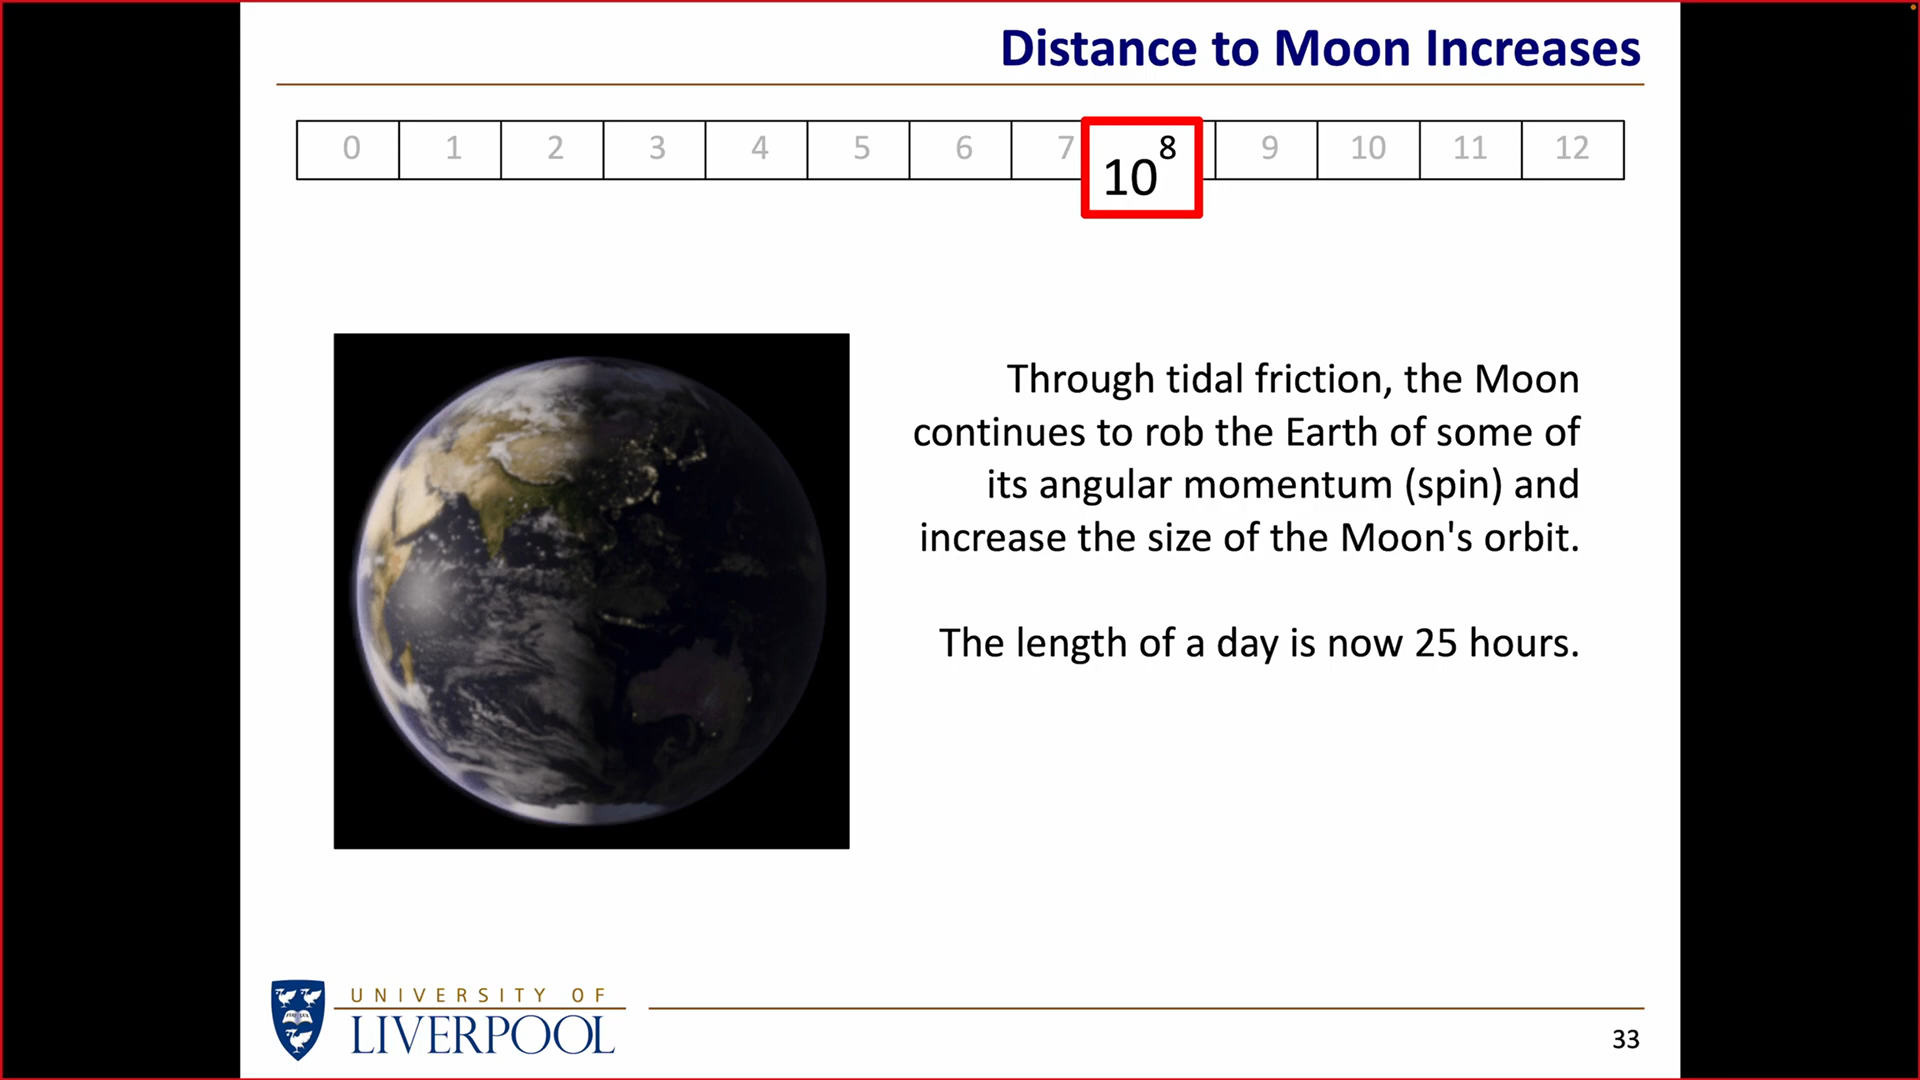 Distance to Moon Increases
0 1 2 3 4 5 6 7 10^8 9 10 11 12
Through tidal friction, the Moon
continues to rob the Earth of some of
its angular momentum (spin) and
increase the size of the Moon's orbit.
The length of a day is now 25 hours.
UNIVERSITY OF
LIVERPOOL
33